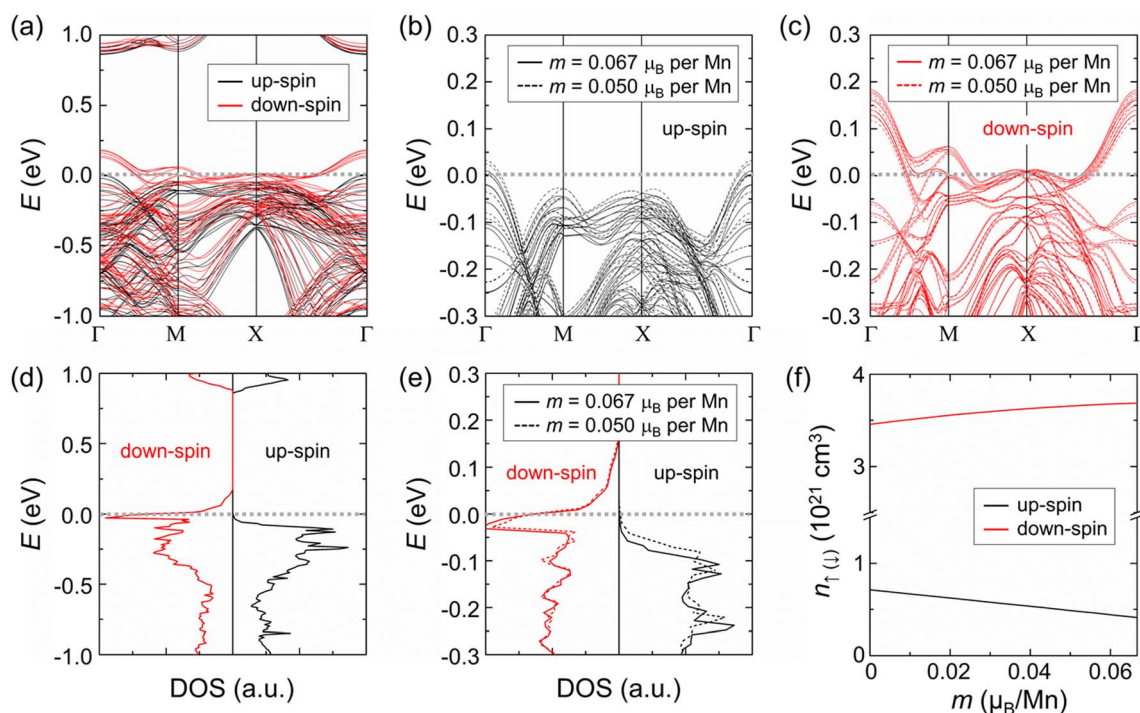 (a)
1.0
0.5
0.0
-0.5
-1.0
E (eV)
up-spin
down-spin
Γ M X Γ
(b)
0.3
0.2
0.1
0.0
-0.1
-0.2
-0.3
E (eV)
m = 0.067 μB per Mn
m = 0.050 μB per Mn
up-spin
Γ M X Γ
(c)
0.3
0.2
0.1
0.0
-0.1
-0.2
-0.3
E (eV)
m = 0.067 μB per Mn
m = 0.050 μB per Mn
down-spin
Γ M X Γ
(d)
1.0
0.5
0.0
-0.5
-1.0
E (eV)
down-spin
up-spin
DOS (a.u.)
(e)
0.3
0.2
0.1
0.0
-0.1
-0.2
-0.3
E (eV)
m = 0.067 μB per Mn
m = 0.050 μB per Mn
down-spin
up-spin
DOS (a.u.)
(f)
4
3
1
0
n↑(↓) (10²¹ cm³)
up-spin
down-spin
0 0.02 0.04 0.06
m (μB/Mn)